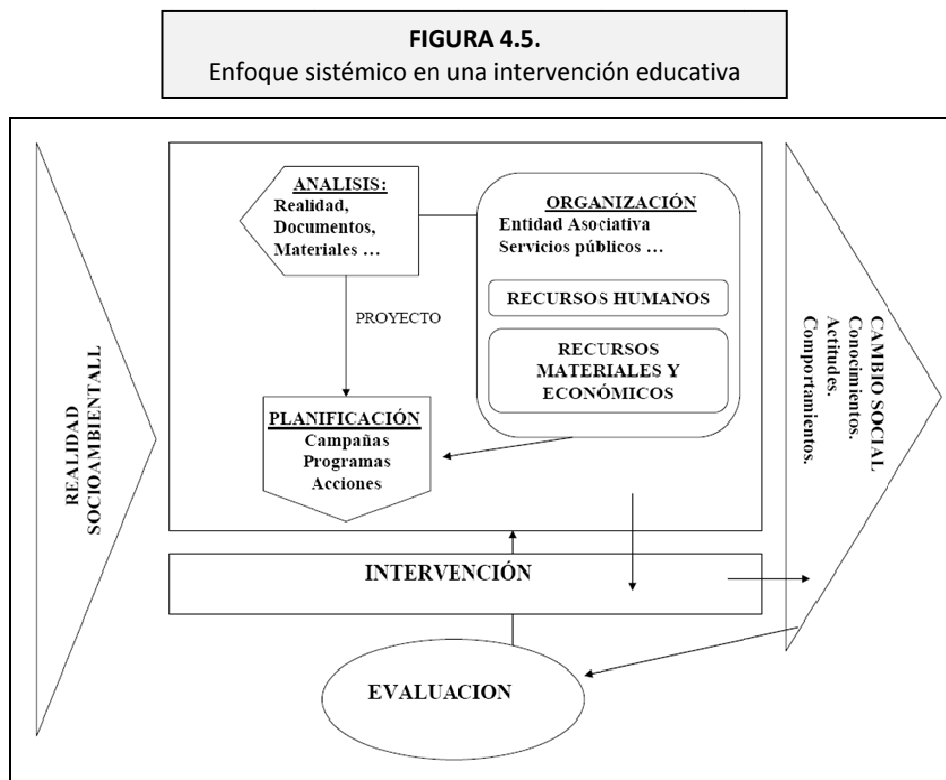 FIGURA 4.5.
Enfoque sistémico en una intervención educativa
REALIDAD
SOCIOAMBIENTALL
ANALISIS:
Realidad,
Documentos,
Materiales ...
PROYECTO
PLANIFICACIÓN
Campañas
Programas
Acciones
ORGANIZACIÓN
Entidad Asociativa
Servicios públicos ...
RECURSOS HUMANOS
RECURSOS
MATERIALES Y
ECONÓMICOS
INTERVENCIÓN
EVALUACION
CAMBIO SOCIAL
Conocimientos.
Actitudes.
Comportamientos.